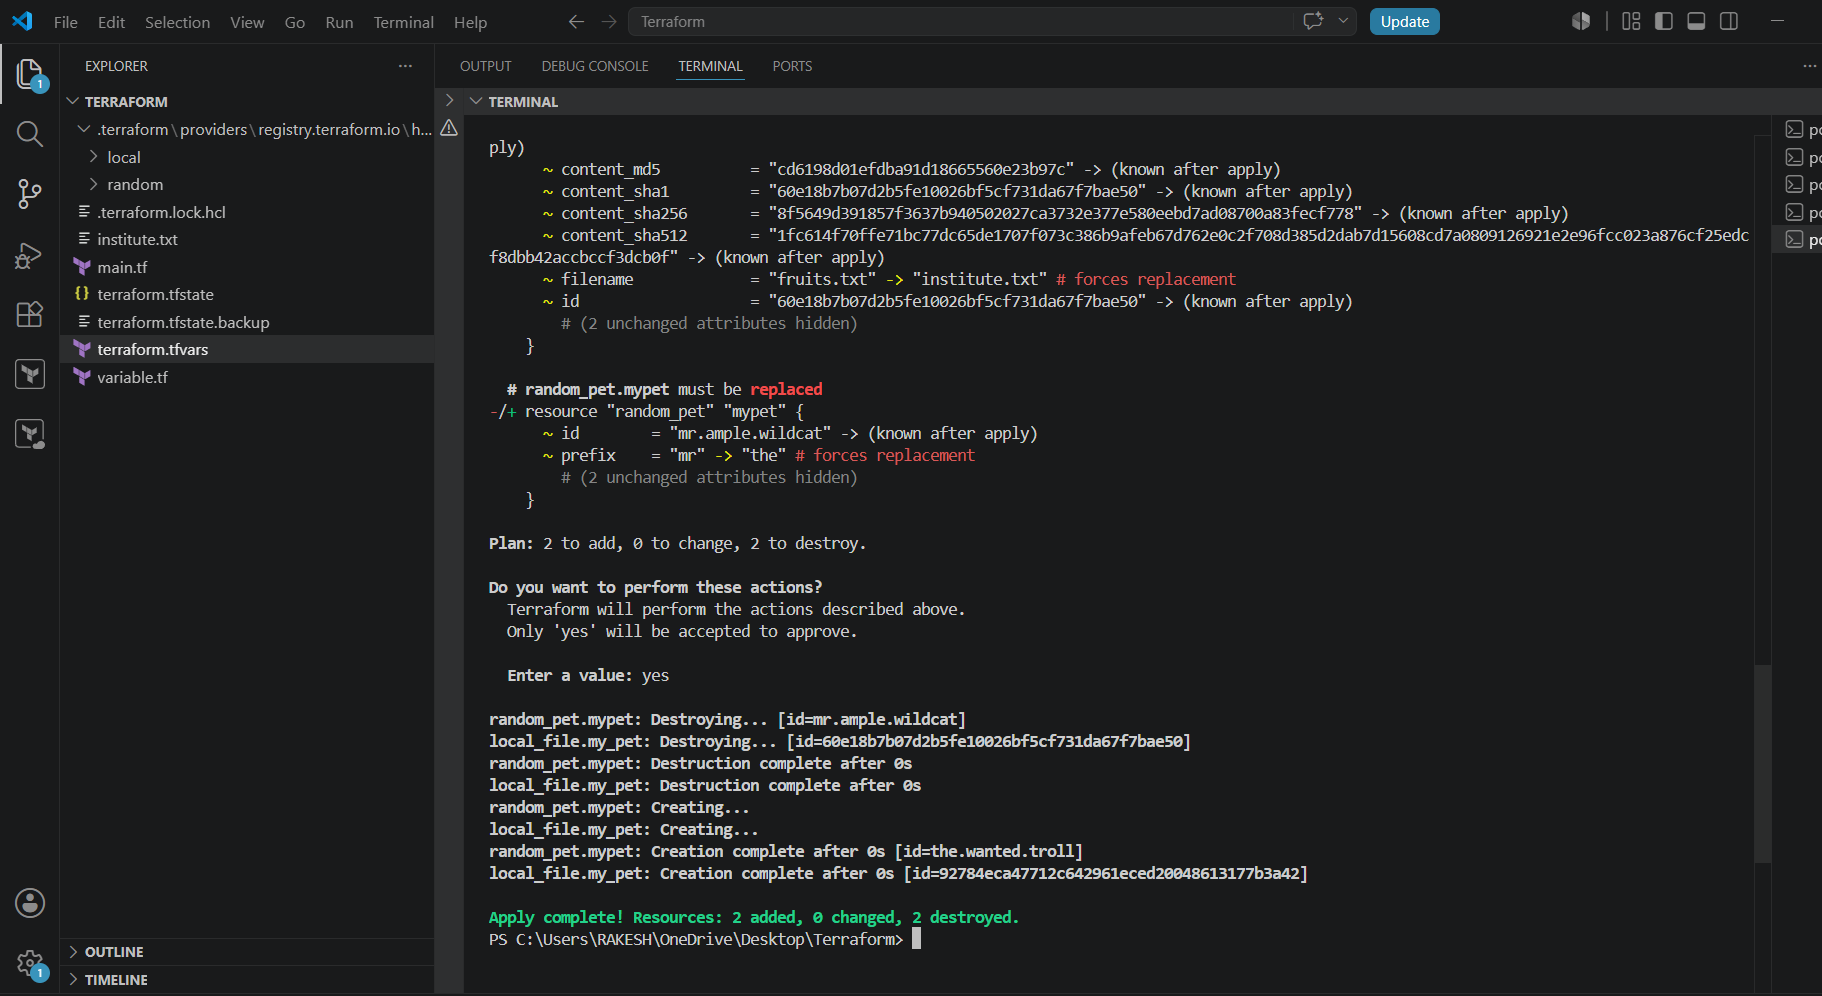 File Edit Selection View Go Run Terminal Help
Terraform
Update
EXPLORER
TERRAFORM
.terraform\providers\registry.terraform.io\h...
local
random
.terraform.lock.hcl
institute.txt
main.tf
terraform.tfstate
terraform.tfstate.backup
terraform.tfvars
variable.tf
OUTLINE
TIMELINE
1
1
OUTPUT DEBUG CONSOLE TERMINAL PORTS
TERMINAL
ply)
~ content_md5 = "cd6198d01efdba91d18665560e23b97c" -> (known after apply)
~ content_sha1 = "60e18b7b07d2b5fe10026bf5cf731da67f7bae50" -> (known after apply)
~ content_sha256 = "8f5649d391857f3637b940502027ca3732e377e580eebd7ad08700a83fecf778" -> (known after apply)
~ content_sha512 = "1fc614f70ffe71bc77dc65de1707f073c386b9afeb67d762e0c2f708d385d2dab7d15608cd7a0809126921e2e96fcc023a876cf25edc
f8dbb42accbccf3dcb0f" -> (known after apply)
~ filename = "fruits.txt" -> "institute.txt" # forces replacement
~ id = "60e18b7b07d2b5fe10026bf5cf731da67f7bae50" -> (known after apply)
# (2 unchanged attributes hidden)
}
# random_pet.mypet must be replaced
-/+ resource "random_pet" "mypet" {
~ id = "mr.ample.wildcat" -> (known after apply)
~ prefix = "mr" -> "the" # forces replacement
# (2 unchanged attributes hidden)
}
Plan: 2 to add, 0 to change, 2 to destroy.
Do you want to perform these actions?
Terraform will perform the actions described above.
Only 'yes' will be accepted to approve.
Enter a value: yes
random_pet.mypet: Destroying... [id=mr.ample.wildcat]
local_file.my_pet: Destroying... [id=60e18b7b07d2b5fe10026bf5cf731da67f7bae50]
random_pet.mypet: Destruction complete after 0s
local_file.my_pet: Destruction complete after 0s
random_pet.mypet: Creating...
local_file.my_pet: Creating...
random_pet.mypet: Creation complete after 0s [id=the.wanted.troll]
local_file.my_pet: Creation complete after 0s [id=92784eca47712c642961eced20048613177b3a42]
Apply complete! Resources: 2 added, 0 changed, 2 destroyed.
PS C:\Users\RAKESH\OneDrive\Desktop\Terraform>